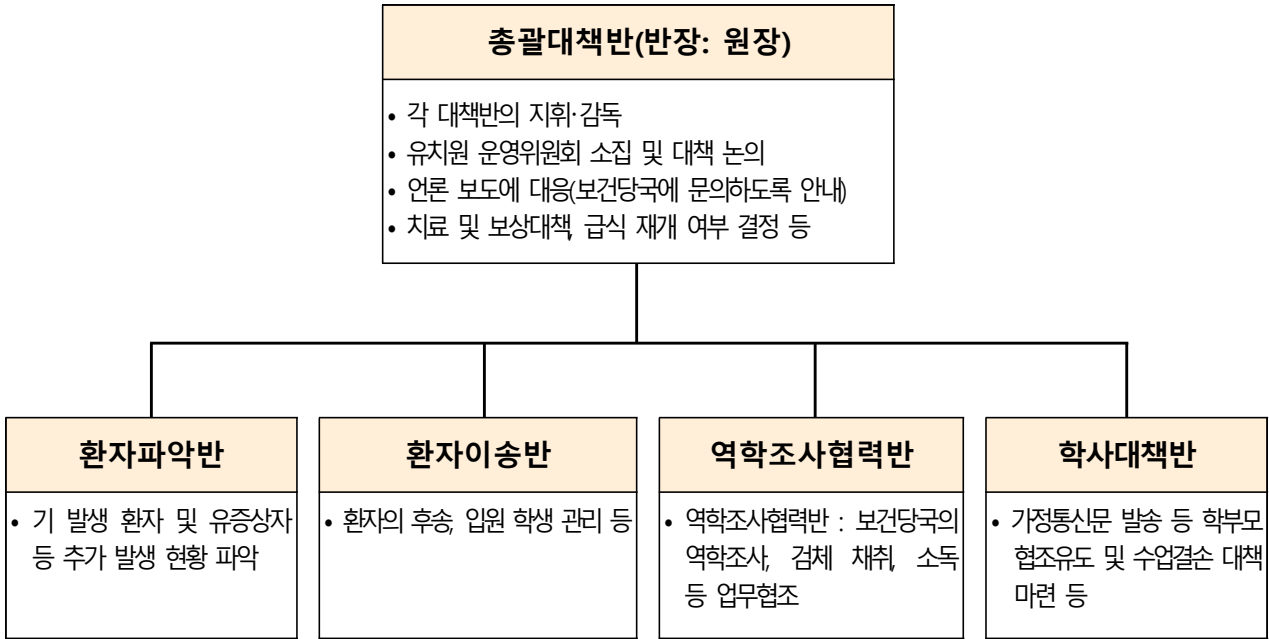 총괄대책반(반장: 원장)
• 각 대책반의 지휘·감독
• 유치원 운영위원회 소집 및 대책 논의
• 언론 보도에 대응(보건당국에 문의하도록 안내)
• 치료 및 보상대책, 급식 재개 여부 결정 등
환자파악반
• 기 발생 환자 및 유증상자
등 추가 발생 현황 파악
환자이송반
• 환자의 후송, 입원 학생 관리 등
역학조사협력반
• 역학조사협력반 : 보건당국의
역학조사, 검체 채취, 소독
등 업무협조
학사대책반
• 가정통신문 발송 등 학부모
협조유도 및 수업결손 대책
마련 등